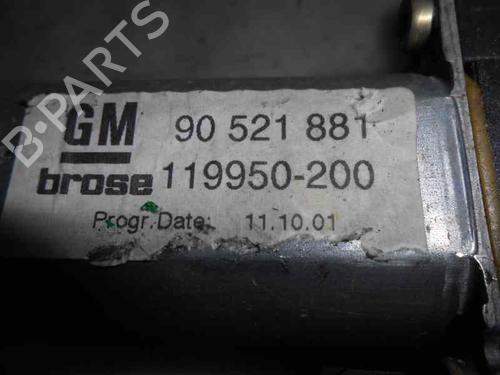 GM 90 521 881
brose 119950-200
Progr.Date: 11.10.01
B-PARTS